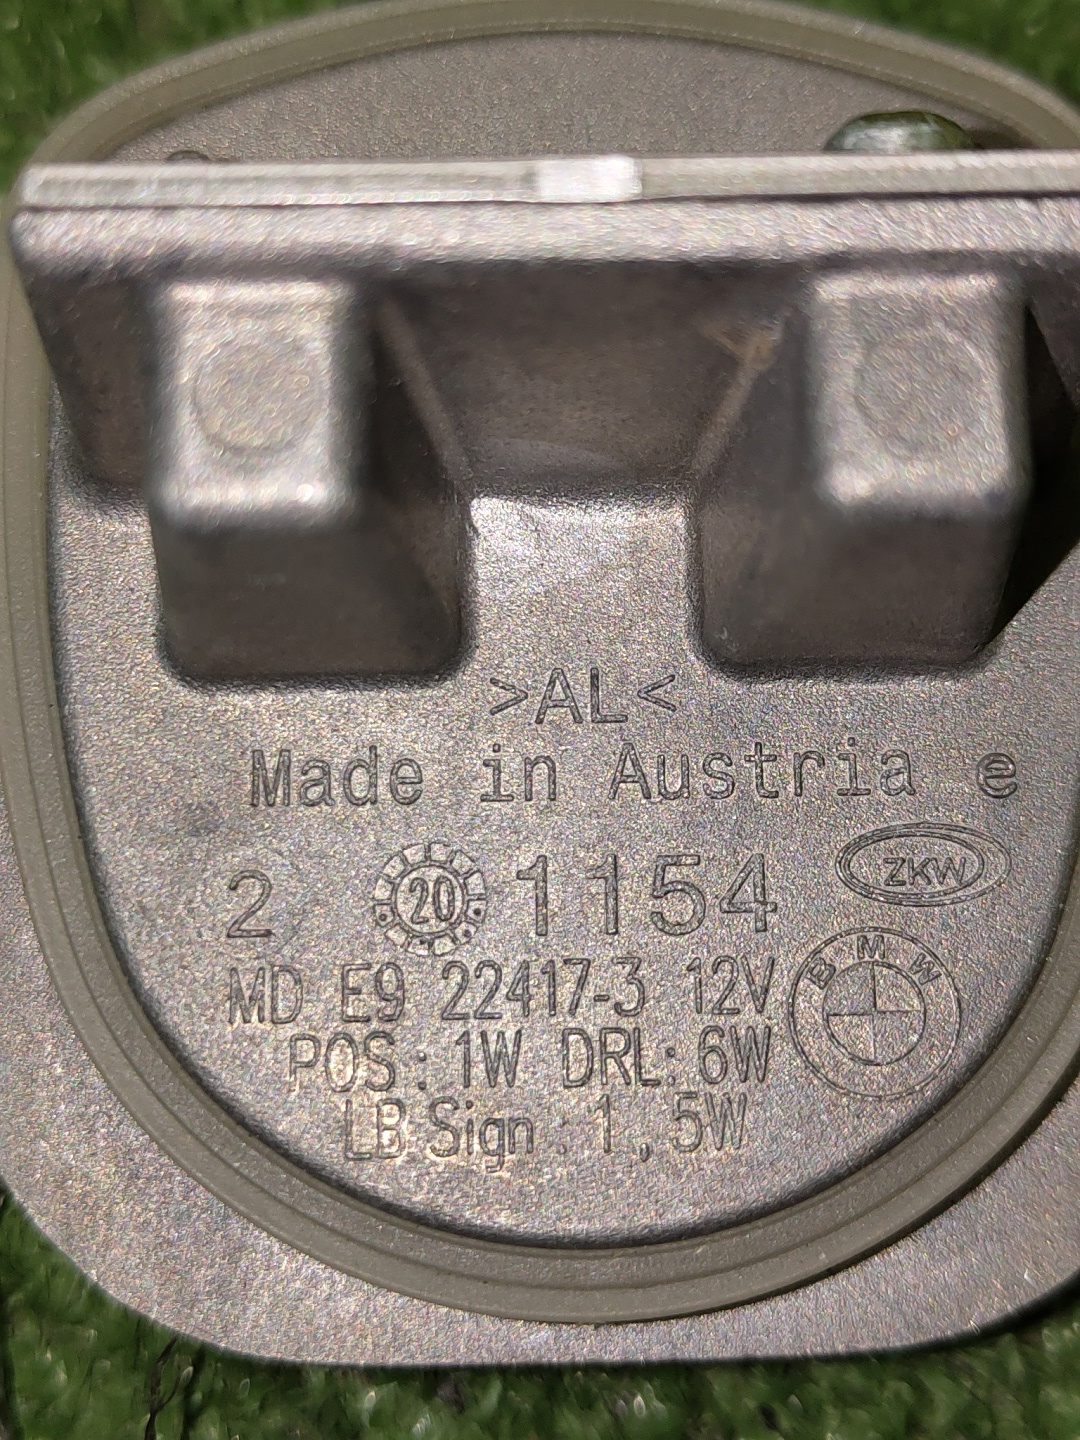 >AL<
Made in Austria e
2 20 1154 ZKW
MD E9 22417-3 12V BMW
POS: 1W DRL: 6W
LB Sign : 1,5W